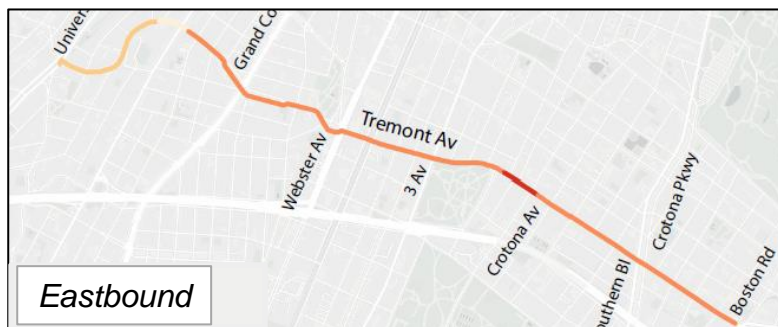 Grand Co
Tremont Av
Webster Av
3 Av
Crotona Av
Crotona Pkwy
Boston Rd
Eastbound